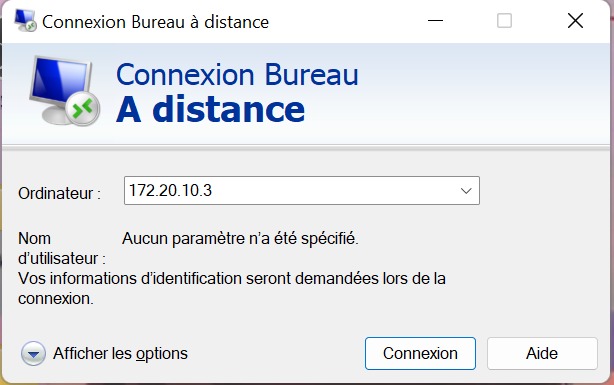 Connexion Bureau à distance
Connexion Bureau
A distance
Ordinateur :
172.20.10.3
Nom
d’utilisateur :
Aucun paramètre n’a été spécifié.
Vos informations d’identification seront demandées lors de la
connexion.
Afficher les options
Connexion
Aide